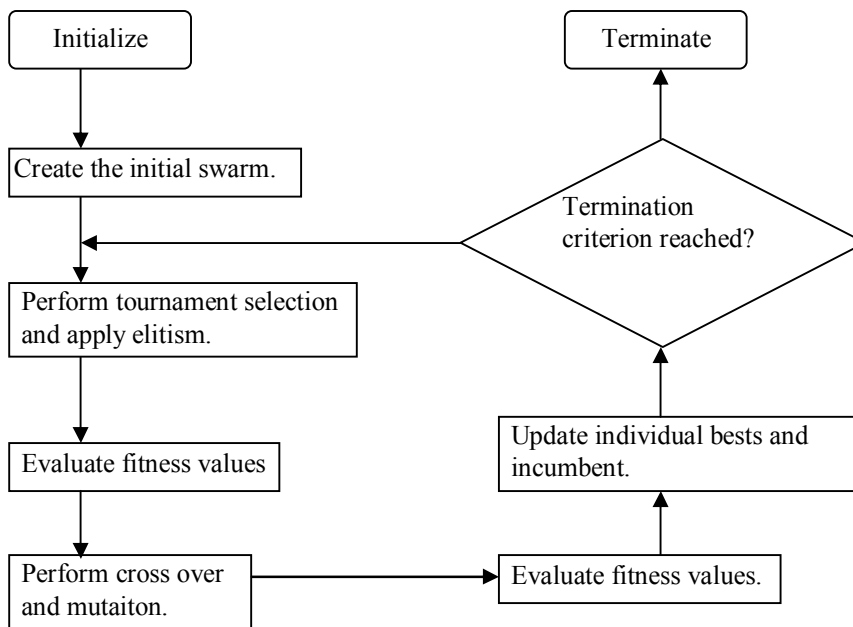 Initialize
Create the initial swarm.
Perform tournament selection
and apply elitism.
Evaluate fitness values
Perform cross over
and mutaiton.
Evaluate fitness values.
Update individual bests and
incumbent.
Termination
criterion reached?
Terminate